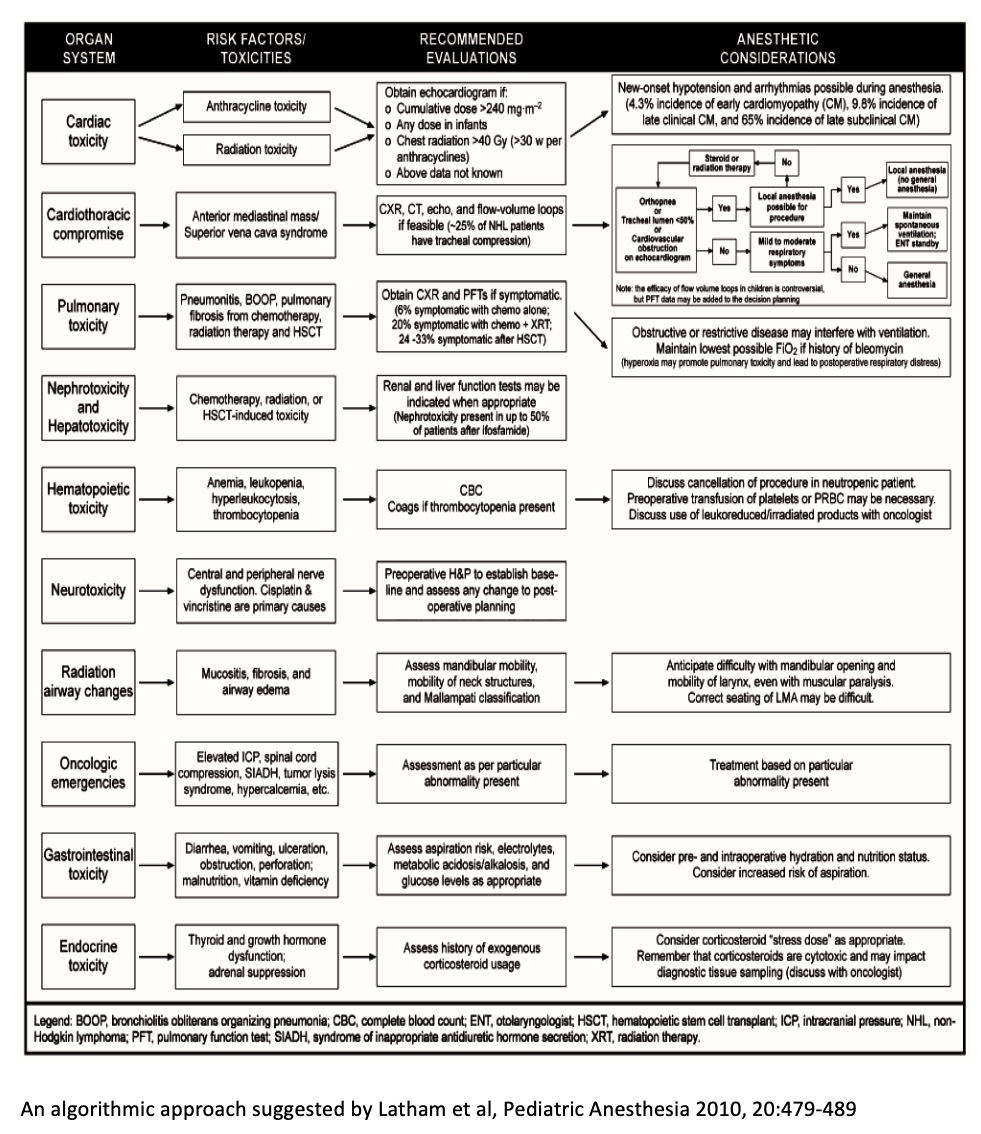 ORGAN
SYSTEM
RISK FACTORS/
TOXICITIES
RECOMMENDED
EVALUATIONS
ANESTHETIC
CONSIDERATIONS
Cardiac
toxicity
Anthracycline toxicity
Radiation toxicity
Obtain echocardiogram if:
o Cumulative dose >240 mg·m⁻²
o Any dose in infants
o Chest radiation >40 Gy (>30 w per
anthracyclines)
o Above data not known
New-onset hypotension and arrhythmias possible during anesthesia.
(4.3% incidence of early cardiomyopathy (CM), 9.8% incidence of
late clinical CM, and 65% incidence of late subclinical CM)
Cardiothoracic
compromise
Anterior mediastinal mass/
Superior vena cava syndrome
CXR, CT, echo, and flow-volume loops
if feasible (~25% of NHL patients
have tracheal compression)
Steroid or
radiation therapy
No
Orthopnea
or
Tracheal lumen <50%
or
Cardiovascular
obstruction
on echocardiogram
Yes
Local anesthesia
possible for
procedure
Yes
Local anesthesia
(no general
anesthesia)
No
Mild to moderate
respiratory
symptoms
Yes
Maintain
spontaneous
ventilation;
ENT standby
No
General
anesthesia
Note: the efficacy of flow volume loops in children is controversial,
but PFT data may be added to the decision planning
Pulmonary
toxicity
Pneumonitis, BOOP, pulmonary
fibrosis from chemotherapy,
radiation therapy and HSCT
Obtain CXR and PFTs if symptomatic.
(6% symptomatic with chemo alone;
20% symptomatic with chemo + XRT;
24 -33% symptomatic after HSCT)
Obstructive or restrictive disease may interfere with ventilation.
Maintain lowest possible FiO₂ if history of bleomycin
(hyperoxia may promote pulmonary toxicity and lead to postoperative respiratory distress)
Nephrotoxicity
and
Hepatotoxicity
Chemotherapy, radiation, or
HSCT-induced toxicity
Renal and liver function tests may be
indicated when appropriate
(Nephrotoxicity present in up to 50%
of patients after ifosfamide)
Hematopoietic
toxicity
Anemia, leukopenia,
hyperleukocytosis,
thrombocytopenia
CBC
Coags if thrombocytopenia present
Discuss cancellation of procedure in neutropenic patient.
Preoperative transfusion of platelets or PRBC may be necessary.
Discuss use of leukoreduced/irradiated products with oncologist
Neurotoxicity
Central and peripheral nerve
dysfunction. Cisplatin &
vincristine are primary causes
Preoperative H&P to establish base-
line and assess any change to post-
operative planning
Radiation
airway changes
Mucositis, fibrosis, and
airway edema
Assess mandibular mobility,
mobility of neck structures,
and Mallampati classification
Anticipate difficulty with mandibular opening and
mobility of larynx, even with muscular paralysis.
Correct seating of LMA may be difficult.
Oncologic
emergencies
Elevated ICP, spinal cord
compression, SIADH, tumor lysis
syndrome, hypercalcemia, etc.
Assessment as per particular
abnormality present
Treatment based on particular
abnormality present
Gastrointestinal
toxicity
Diarrhea, vomiting, ulceration,
obstruction, perforation;
malnutrition, vitamin deficiency
Assess aspiration risk, electrolytes,
metabolic acidosis/alkalosis, and
glucose levels as appropriate
Consider pre- and intraoperative hydration and nutrition status.
Consider increased risk of aspiration.
Endocrine
toxicity
Thyroid and growth hormone
dysfunction;
adrenal suppression
Assess history of exogenous
corticosteroid usage
Consider corticosteroid “stress dose” as appropriate.
Remember that corticosteroids are cytotoxic and may impact
diagnostic tissue sampling (discuss with oncologist)
Legend: BOOP, bronchiolitis obliterans organizing pneumonia; CBC, complete blood count; ENT, otolaryngologist; HSCT, hematopoietic stem cell transplant; ICP, intracranial pressure; NHL, non-
Hodgkin lymphoma; PFT, pulmonary function test; SIADH, syndrome of inappropriate antidiuretic hormone secretion; XRT, radiation therapy.
An algorithmic approach suggested by Latham et al, Pediatric Anesthesia 2010, 20:479-489